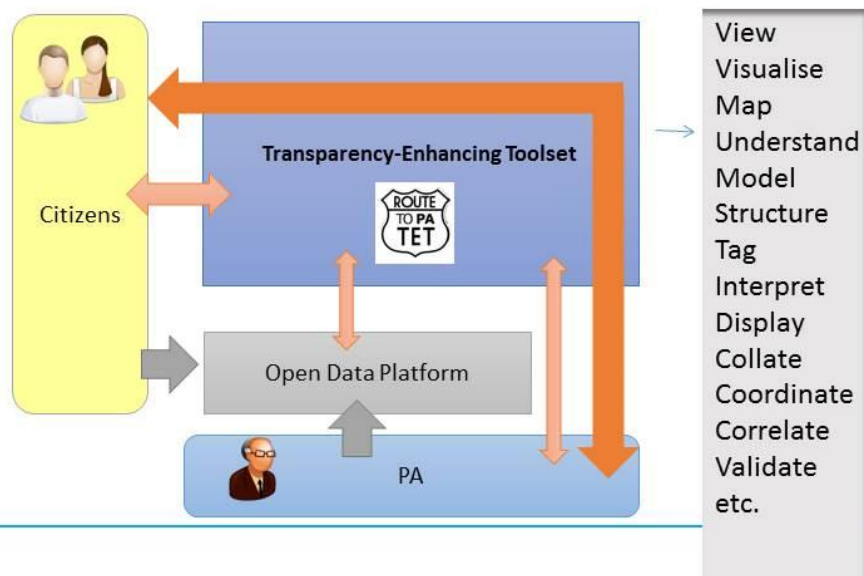 Citizens
Transparency-Enhancing Toolset
ROUTE
TO PA
TET
Open Data Platform
PA
View
Visualise
Map
Understand
Model
Structure
Tag
Interpret
Display
Collate
Coordinate
Correlate
Validate
etc.